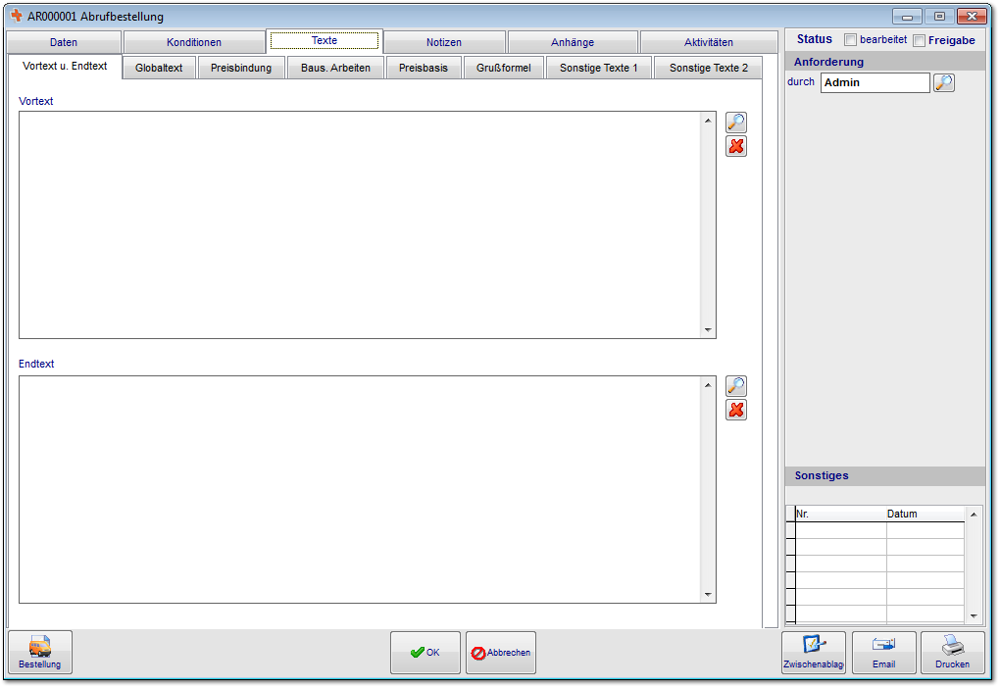 AR000001 Abrufbestellung
Daten Konditionen Texte Notizen Anhänge Aktivitäten
Vortext u. Endtext Globaltext Preisbindung Baus. Arbeiten Preisbasis Grußformel Sonstige Texte 1 Sonstige Texte 2
Vortext
Endtext
Status bearbeitet Freigabe
Anforderung
durch Admin
Sonstiges
Nr. Datum
Bestellung OK Abbrechen Zwischenablag Email Drucken